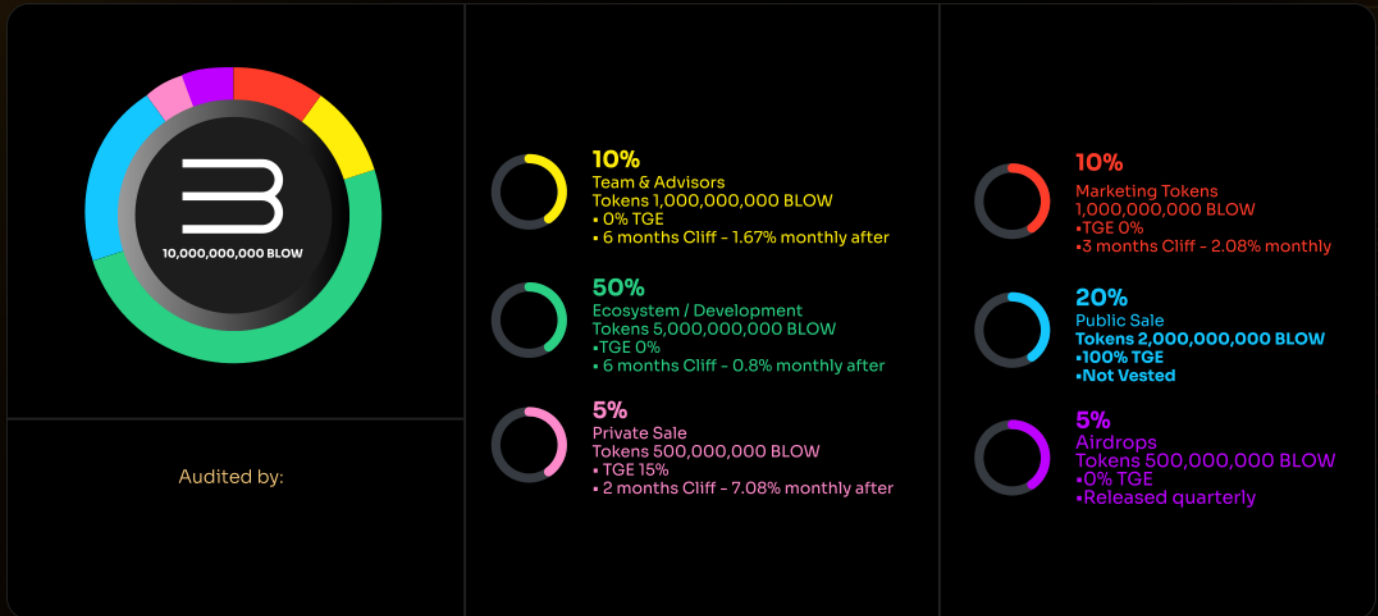 10,000,000,000 BLOW
Audited by:
10%
Team & Advisors
Tokens 1,000,000,000 BLOW
▪ 0% TGE
▪ 6 months Cliff - 1.67% monthly after
50%
Ecosystem / Development
Tokens 5,000,000,000 BLOW
▪TGE 0%
▪ 6 months Cliff - 0.8% monthly after
5%
Private Sale
Tokens 500,000,000 BLOW
▪ TGE 15%
▪ 2 months Cliff - 7.08% monthly after
10%
Marketing Tokens
1,000,000,000 BLOW
▪TGE 0%
▪3 months Cliff - 2.08% monthly
20%
Public Sale
Tokens 2,000,000,000 BLOW
▪100% TGE
▪Not Vested
5%
Airdrops
Tokens 500,000,000 BLOW
▪0% TGE
▪Released quarterly